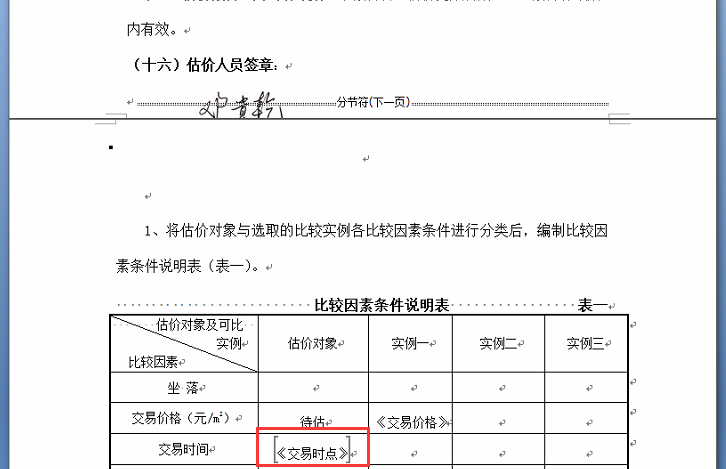 内有效。
（十六）估价人员签章：
分节符(下一页)
1、将估价对象与选取的比较实例各比较因素条件进行分类后，编制比较因
素条件说明表（表一）。
比较因素条件说明表 表一
估价对象及可比
实例
比较因素
估价对象 实例一 实例二 实例三
坐 落
交易价格（元/m²） 待估 《交易价格》
交易时间 《交易时点》